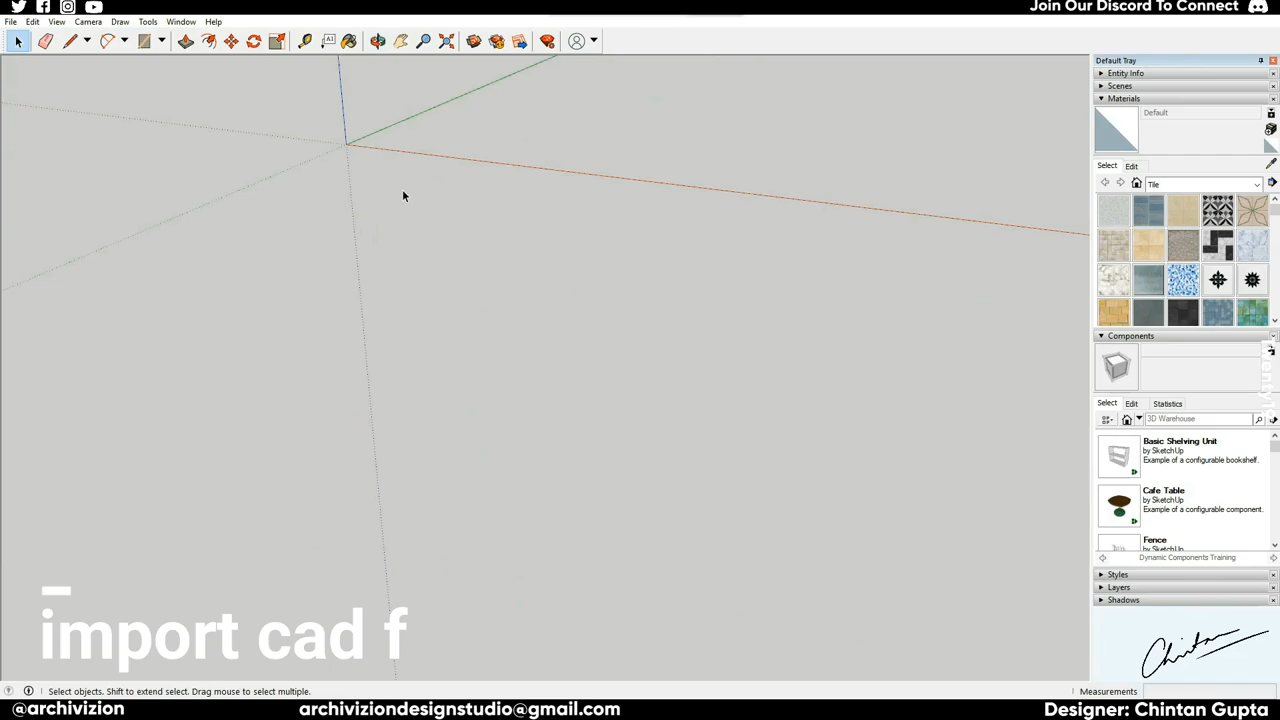 Join Our Discord To Connect
File Edit View Camera Draw Tools Window Help
Default Tray
Entity Info
Scenes
Materials
Default
Select Edit
Tile
Components
Select Edit Statistics
3D Warehouse
Basic Shelving Unit
by SketchUp
Example of a configurable bookshelf.
Cafe Table
by SketchUp
Example of a configurable component.
Fence
by SketchUp
Dynamic Components Training
Styles
Layers
Shadows
Chintan
import cad f
Select objects. Shift to extend select. Drag mouse to select multiple.
Measurements
@archivizion
archiviziondesignstudio@gmail.com
Designer: Chintan Gupta